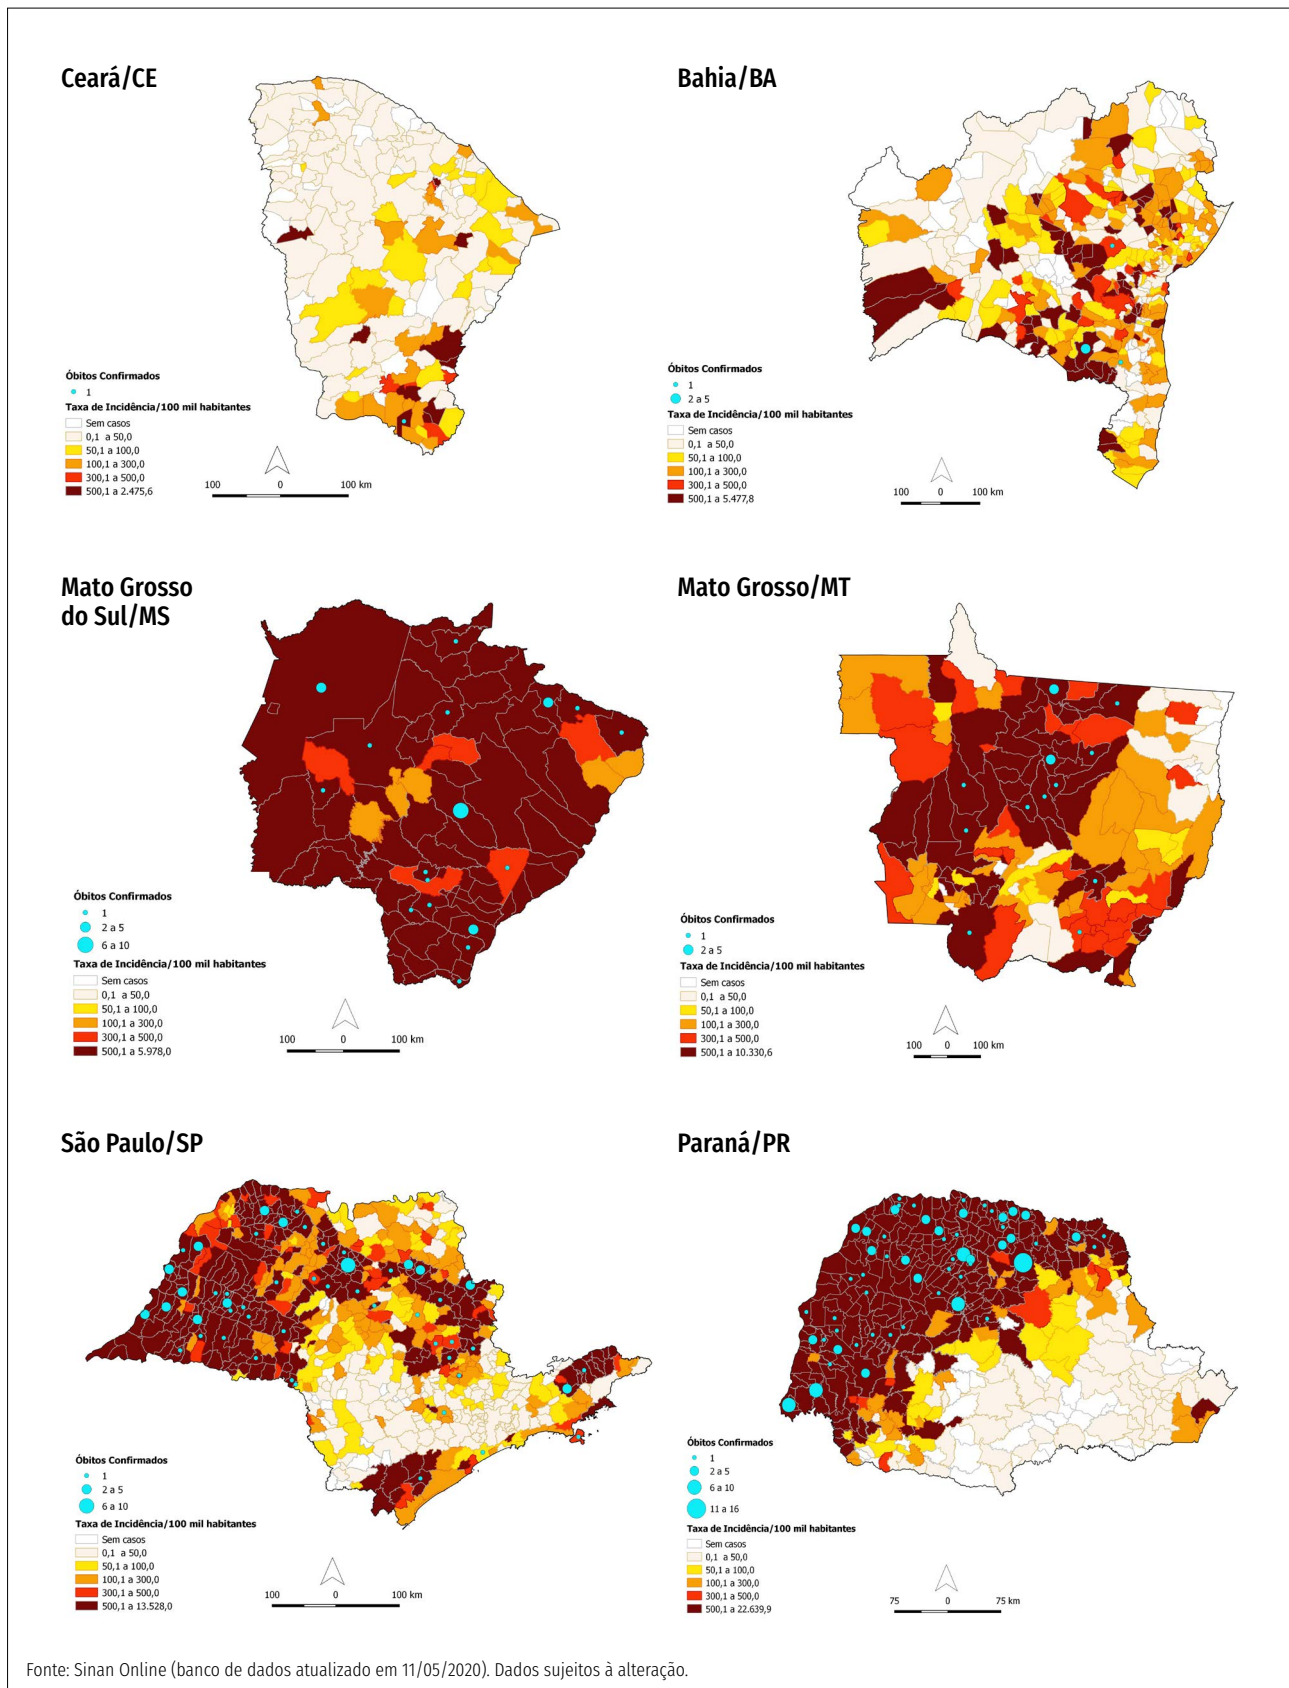 Ceará/CE
Óbitos Confirmados
1
Taxa de Incidência/100 mil habitantes
Sem casos
0,1 a 50,0
50,1 a 100,0
100,1 a 300,0
300,1 a 500,0
500,1 a 2.475,6
100 0 100 km
Bahia/BA
Óbitos Confirmados
1
2 a 5
Taxa de Incidência/100 mil habitantes
Sem casos
0,1 a 50,0
50,1 a 100,0
100,1 a 300,0
300,1 a 500,0
500,1 a 5.477,8
100 0 100 km
Mato Grosso
do Sul/MS
Óbitos Confirmados
1
2 a 5
6 a 10
Taxa de Incidência/100 mil habitantes
Sem casos
0,1 a 50,0
50,1 a 100,0
100,1 a 300,0
300,1 a 500,0
500,1 a 5.978,0
100 0 100 km
Mato Grosso/MT
Óbitos Confirmados
1
2 a 5
Taxa de Incidência/100 mil habitantes
Sem casos
0,1 a 50,0
50,1 a 100,0
100,1 a 300,0
300,1 a 500,0
500,1 a 10.330,6
100 0 100 km
São Paulo/SP
Óbitos Confirmados
1
2 a 5
6 a 10
Taxa de Incidência/100 mil habitantes
Sem casos
0,1 a 50,0
50,1 a 100,0
100,1 a 300,0
300,1 a 500,0
500,1 a 13.528,0
100 0 100 km
Paraná/PR
Óbitos Confirmados
1
2 a 5
6 a 10
11 a 16
Taxa de Incidência/100 mil habitantes
Sem casos
0,1 a 50,0
50,1 a 100,0
100,1 a 300,0
300,1 a 500,0
500,1 a 22.639,9
75 0 75 km
Fonte: Sinan Online (banco de dados atualizado em 11/05/2020). Dados sujeitos à alteração.